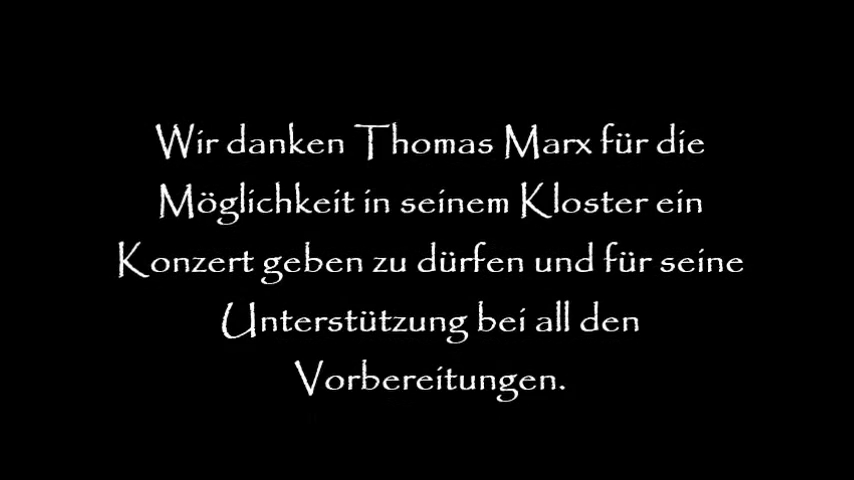 Wir danken Thomas Marx für die
Möglichkeit in seinem Kloster ein
Konzert geben zu dürfen und für seine
Unterstützung bei all den
Vorbereitungen.